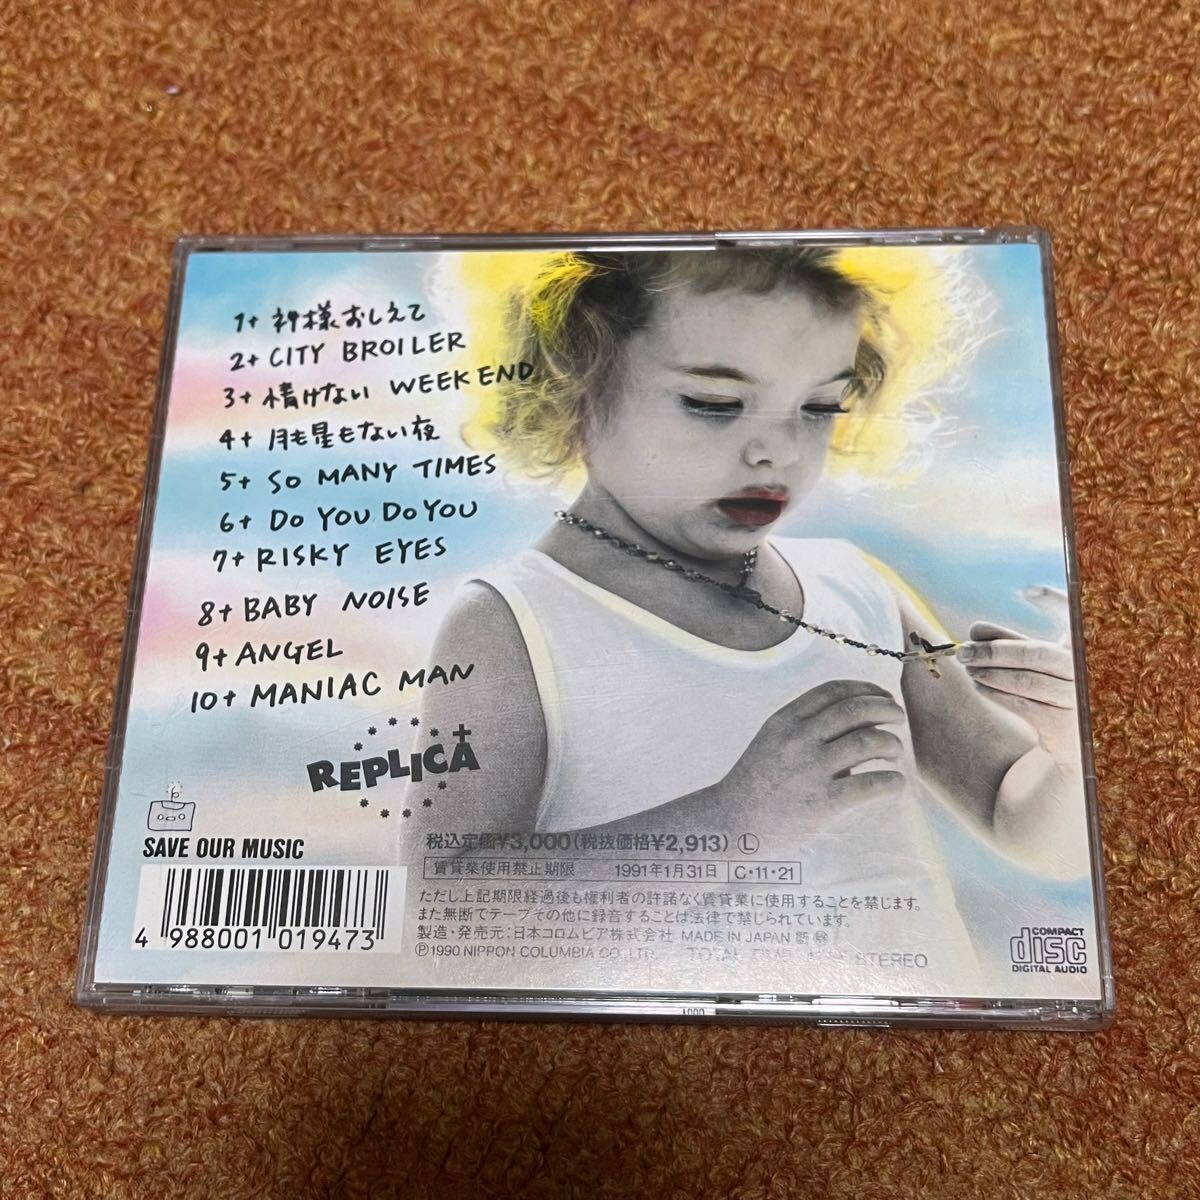 1+ 神様おしえて
2+ CITY BROILER
3+ 情けない WEEK END
4+ 月も星もない夜
5+ SO MANY TIMES
6+ DO YOU DO YOU
7+ RISKY EYES
8+ BABY NOISE
9+ ANGEL
10+ MANIAC MAN
REPLICA
SAVE OUR MUSIC
4 988001 019473
税込定価¥3,000(税抜価格¥2,913) Ⓛ
賃貸業使用禁止期限 1991年1月31日 C・11・21
ただし上記期限経過後も権利者の許諾なく賃貸業に使用することを禁じます。
また無断でテープその他に録音することは法律で禁じられています。
製造・発売元:日本コロムビア株式会社 MADE IN JAPAN
Ⓟ1990 NIPPON COLUMBIA CO., LTD. TOTAL TIME STEREO
COMPACT
disc
DIGITAL AUDIO